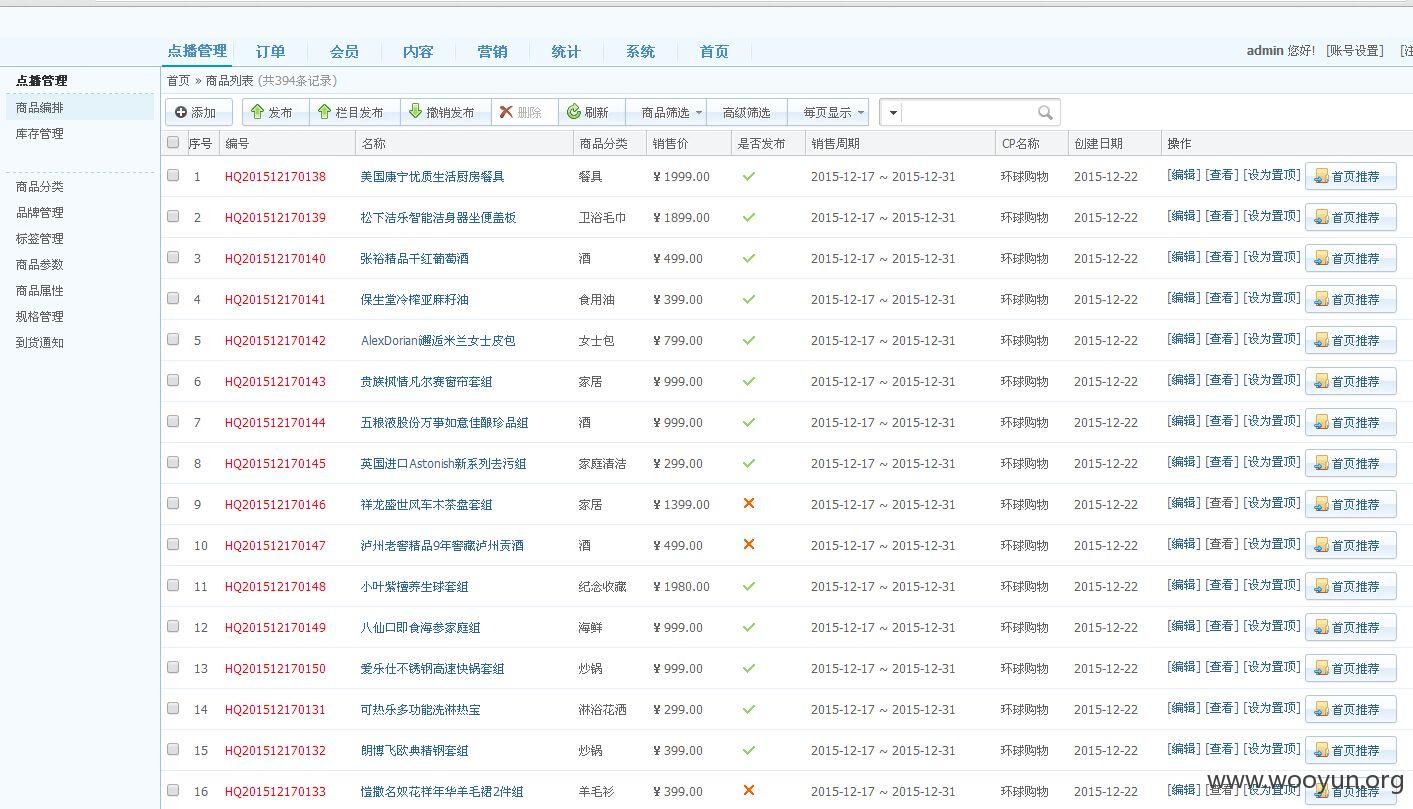 点播管理 订单 会员 内容 营销 统计 系统 首页 admin 您好! [账号设置]
点播管理
商品编排
库存管理
商品分类
品牌管理
标签管理
商品参数
商品属性
规格管理
到货通知
首页 » 商品列表 (共394条记录)
添加 发布 栏目发布 撤销发布 删除 刷新 商品筛选 高级筛选 每页显示
序号 编号 名称 商品分类 销售价 是否发布 销售周期 CP名称 创建日期 操作
1 HQ201512170138 美国康宁优质生活厨房餐具 餐具 ¥ 1999.00 2015-12-17 ~ 2015-12-31 环球购物 2015-12-22 [编辑] [查看] [设为置顶] 首页推荐
2 HQ201512170139 松下洁乐智能洁身器坐便盖板 卫浴毛巾 ¥ 1899.00 2015-12-17 ~ 2015-12-31 环球购物 2015-12-22 [编辑] [查看] [设为置顶] 首页推荐
3 HQ201512170140 张裕精品干红葡萄酒 酒 ¥ 499.00 2015-12-17 ~ 2015-12-31 环球购物 2015-12-22 [编辑] [查看] [设为置顶] 首页推荐
4 HQ201512170141 保生堂冷榨亚麻籽油 食用油 ¥ 399.00 2015-12-17 ~ 2015-12-31 环球购物 2015-12-22 [编辑] [查看] [设为置顶] 首页推荐
5 HQ201512170142 AlexDoriani邂逅米兰女士皮包 女士包 ¥ 799.00 2015-12-17 ~ 2015-12-31 环球购物 2015-12-22 [编辑] [查看] [设为置顶] 首页推荐
6 HQ201512170143 贵族枫情凡尔赛窗帘套组 家居 ¥ 999.00 2015-12-17 ~ 2015-12-31 环球购物 2015-12-22 [编辑] [查看] [设为置顶] 首页推荐
7 HQ201512170144 五粮液股份万事如意佳酿珍品组 酒 ¥ 999.00 2015-12-17 ~ 2015-12-31 环球购物 2015-12-22 [编辑] [查看] [设为置顶] 首页推荐
8 HQ201512170145 英国进口Astonish新系列去污组 家庭清洁 ¥ 299.00 2015-12-17 ~ 2015-12-31 环球购物 2015-12-22 [编辑] [查看] [设为置顶] 首页推荐
9 HQ201512170146 祥龙盛世风车木茶盘套组 家居 ¥ 1399.00 2015-12-17 ~ 2015-12-31 环球购物 2015-12-22 [编辑] [查看] [设为置顶] 首页推荐
10 HQ201512170147 泸州老窖精品9年窖藏泸州贡酒 酒 ¥ 499.00 2015-12-17 ~ 2015-12-31 环球购物 2015-12-22 [编辑] [查看] [设为置顶] 首页推荐
11 HQ201512170148 小叶紫檀养生球套组 纪念收藏 ¥ 1980.00 2015-12-17 ~ 2015-12-31 环球购物 2015-12-22 [编辑] [查看] [设为置顶] 首页推荐
12 HQ201512170149 八仙口即食海参家庭组 海鲜 ¥ 999.00 2015-12-17 ~ 2015-12-31 环球购物 2015-12-22 [编辑] [查看] [设为置顶] 首页推荐
13 HQ201512170150 爱乐仕不锈钢高速快锅套组 炒锅 ¥ 999.00 2015-12-17 ~ 2015-12-31 环球购物 2015-12-22 [编辑] [查看] [设为置顶] 首页推荐
14 HQ201512170131 可热乐多功能洗淋热宝 淋浴花洒 ¥ 299.00 2015-12-17 ~ 2015-12-31 环球购物 2015-12-22 [编辑] [查看] [设为置顶] 首页推荐
15 HQ201512170132 朗博飞欧典精钢套组 炒锅 ¥ 399.00 2015-12-17 ~ 2015-12-31 环球购物 2015-12-22 [编辑] [查看] [设为置顶] 首页推荐
16 HQ201512170133 恺撒名奴花样年华羊毛裙2件组 羊毛衫 ¥ 399.00 2015-12-17 ~ 2015-12-31 环球购物 2015-12-22 [编辑] [查看] [设为置顶] 首页推荐
www.wooyun.org